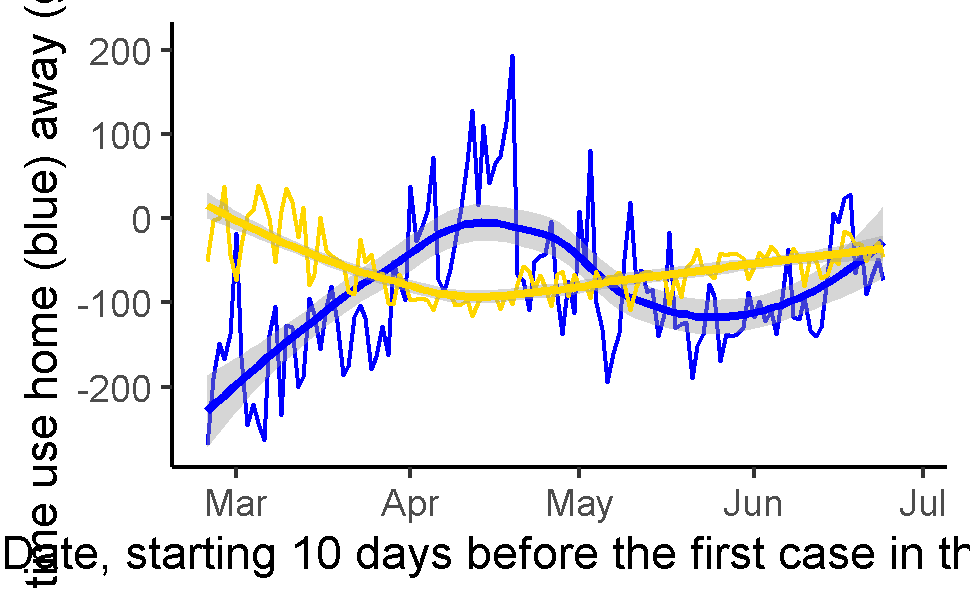 time use home (blue) away (
200
100
0
-100
-200
Mar Apr May Jun Jul
Date, starting 10 days before the first case in th